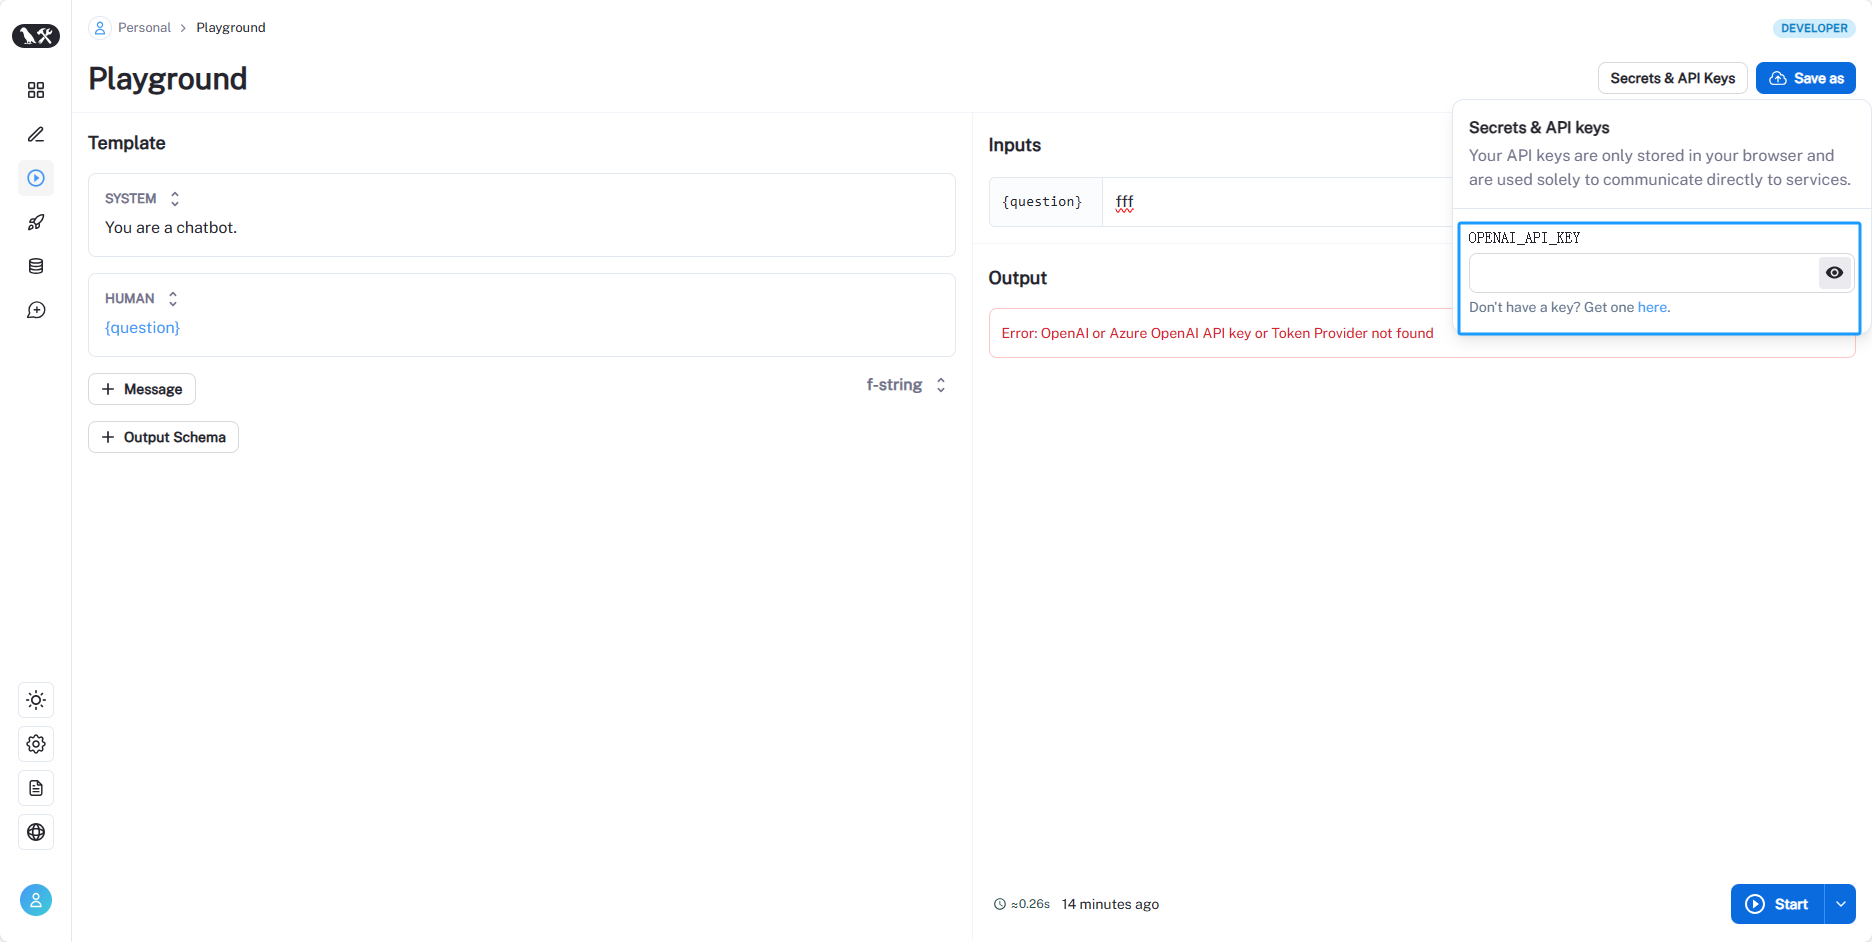 Personal > Playground
DEVELOPER
Playground
Secrets & API Keys
Save as
Template
SYSTEM
You are a chatbot.
HUMAN
{question}
+ Message
f-string
+ Output Schema
Inputs
{question}
fff
Output
Error: OpenAI or Azure OpenAI API key or Token Provider not found
Secrets & API keys
Your API keys are only stored in your browser and
are used solely to communicate directly to services.
OPENAI_API_KEY
Don't have a key? Get one here.
≈0.26s
14 minutes ago
Start